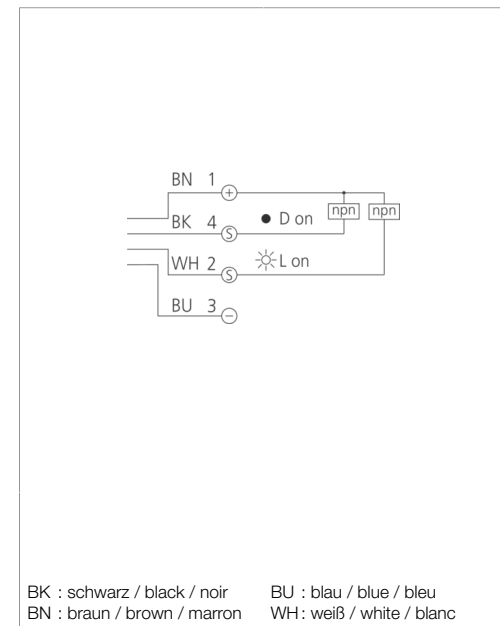 BN 1 +
npn npn
BK 4 S ● D on
WH 2 S L on
BU 3 −
BK : schwarz / black / noir BU : blau / blue / bleu
BN : braun / brown / marron WH : weiß / white / blanc